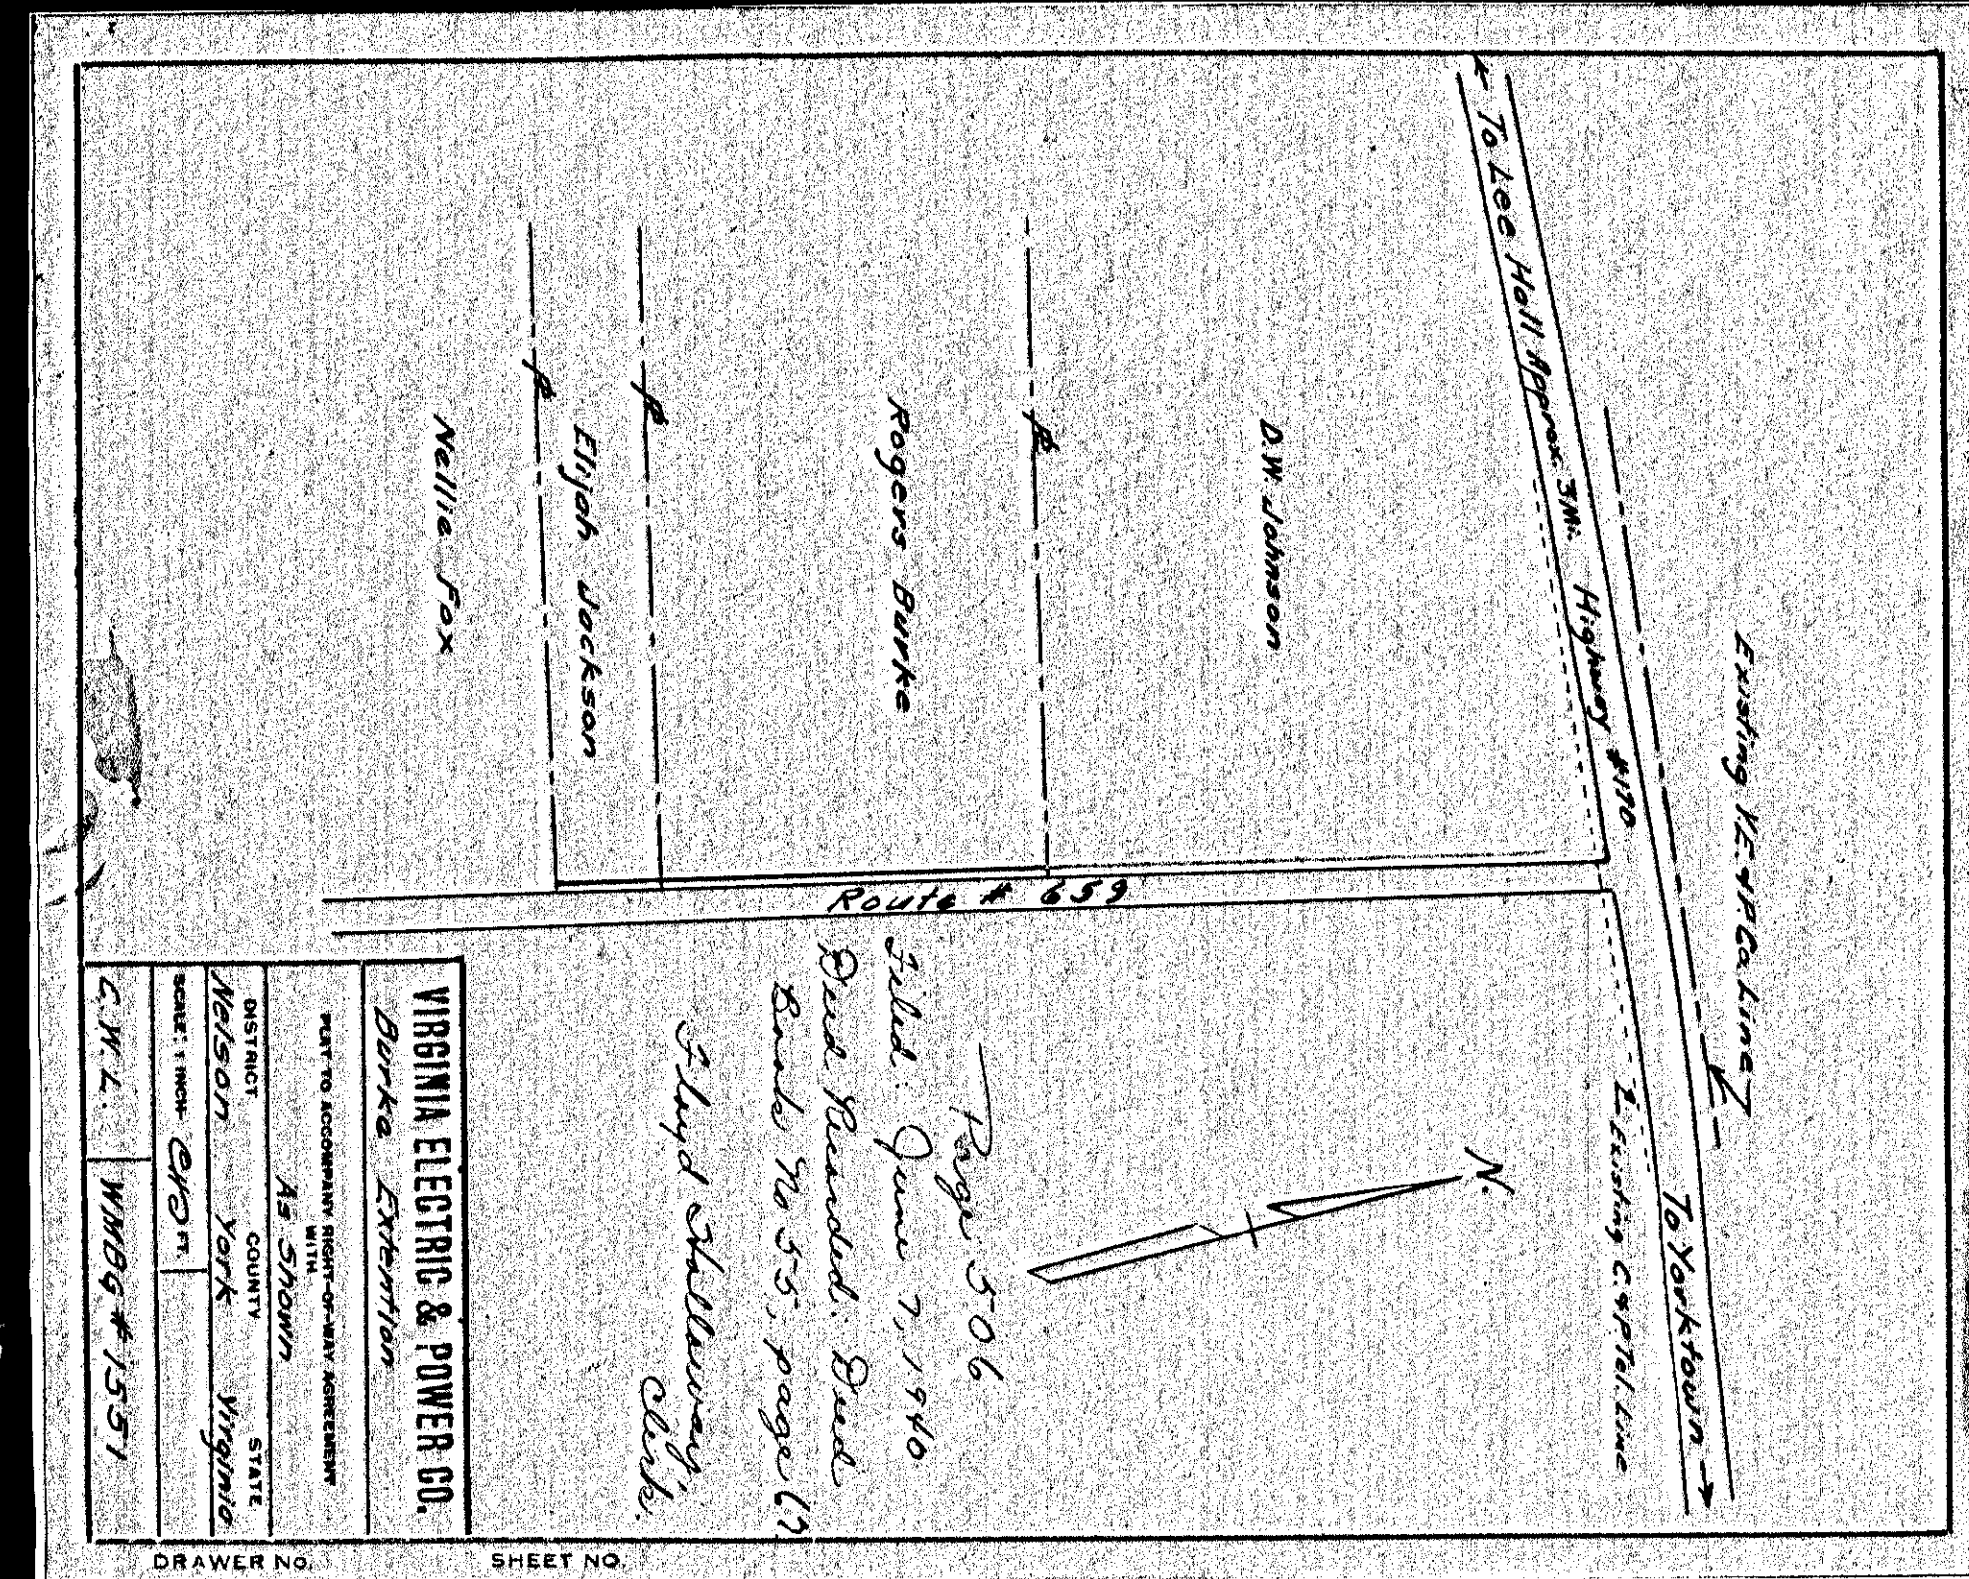 Existing V.E. & P. Co. Line
← To Lee Hall Approx. 3 Mi. Highway #170
To Yorktown →
Existing C. & P. Tel. Line
N.
D.W. Johnson
Rogers Burke
Elijah Jackson
Nellie Fox
Route # 659
Page 506
Filed: June 7, 1940
Deed Recorded: Deed
Book No 55, page 67
Floyd Holloway,
Clerk.
VIRGINIA ELECTRIC & POWER CO.
Burke Extention
PLAT TO ACCOMPANY RIGHT-OF-WAY AGREEMENT
WITH
As Shown
DISTRICT COUNTY STATE
Nelson York Virginia
SCALE: 1 INCH FT.
C.W.L. WMBG # 1551
DRAWER NO.
SHEET NO.